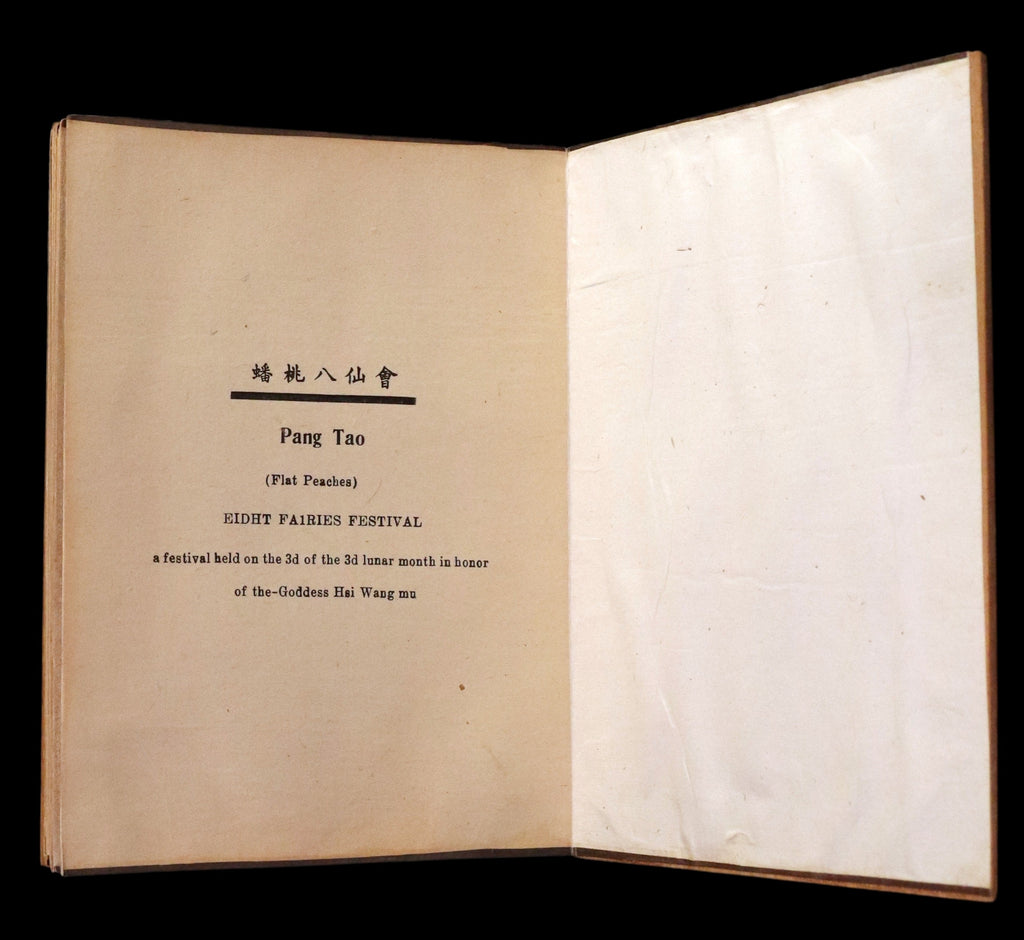 蟠桃八仙會
Pang Tao
(Flat Peaches)
EIDHT FA1RIES FESTIVAL
a festival held on the 3d of the 3d lunar month in honor
of the-Goddess Hsi Wang mu